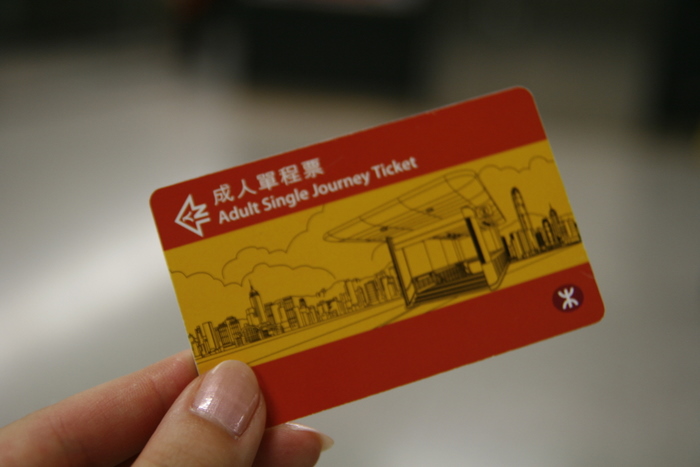 成人單程票
Adult Single Journey Ticket